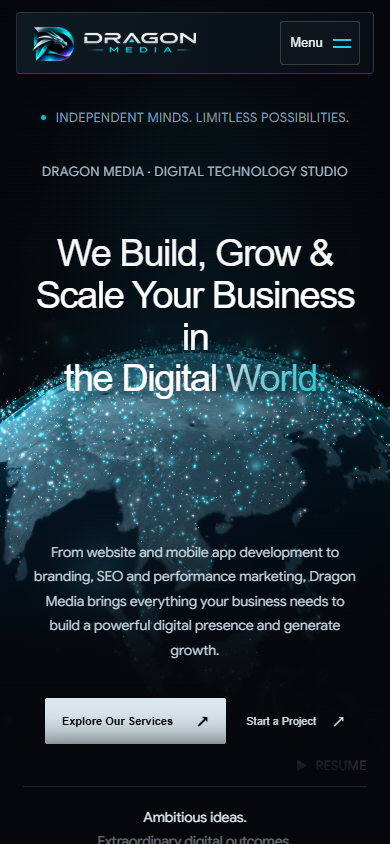 DRAGON
MEDIA
Menu
INDEPENDENT MINDS. LIMITLESS POSSIBILITIES.
DRAGON MEDIA · DIGITAL TECHNOLOGY STUDIO
We Build, Grow &
Scale Your Business
in
the Digital World.
From website and mobile app development to
branding, SEO and performance marketing, Dragon
Media brings everything your business needs to
build a powerful digital presence and generate
growth.
Explore Our Services ↗
Start a Project ↗
RESUME
Ambitious ideas.
Extraordinary digital outcomes.